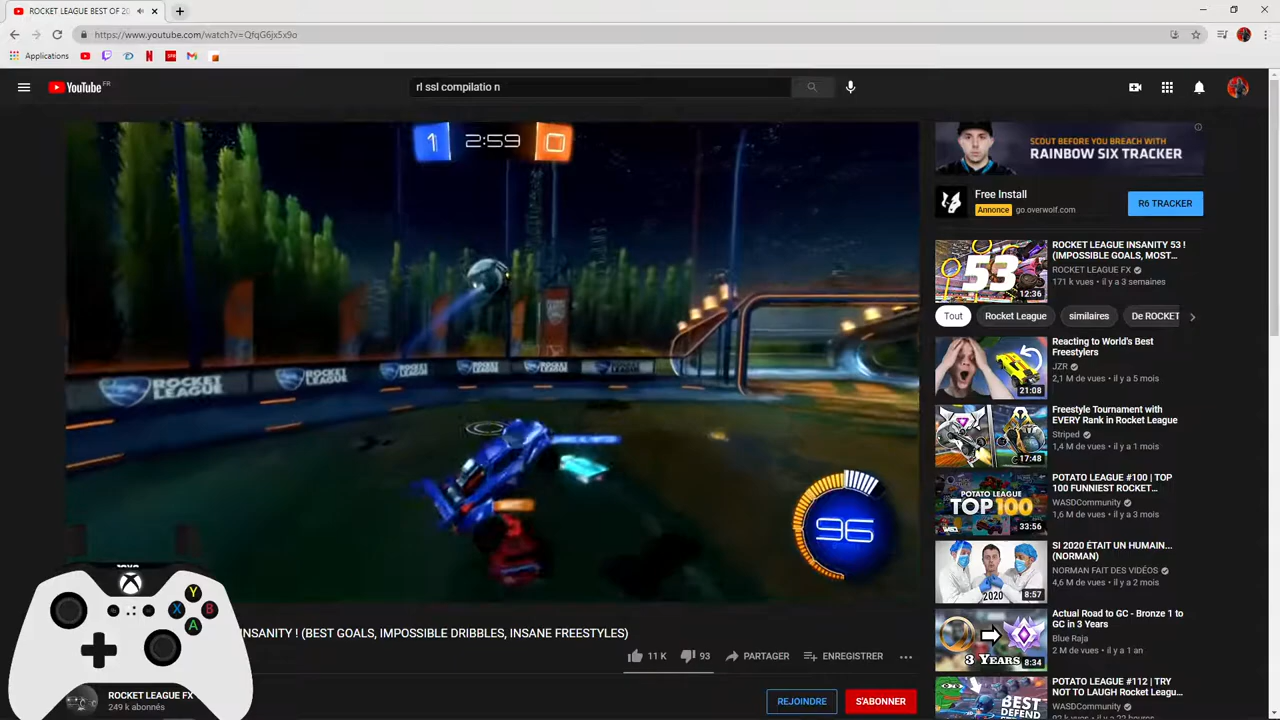 ROCKET LEAGUE BEST OF 20
https://www.youtube.com/watch?v=QfqG6jx5x9o
Applications
YouTube FR
rl ssl compilatio n
1 2:59 0
ROCKET LEAGUE
ROCKET LEAGUE
ROCKET LEAGUE
96
Y
X B
A
INSANITY ! (BEST GOALS, IMPOSSIBLE DRIBBLES, INSANE FREESTYLES)
11 K 93 PARTAGER ENREGISTRER
ROCKET LEAGUE FX
249 k abonnés
REJOINDRE S'ABONNER
SCOUT BEFORE YOU BREACH WITH
RAINBOW SIX TRACKER
Free Install
Annonce go.overwolf.com
R6 TRACKER
53
12:36
ROCKET LEAGUE INSANITY 53 !
(IMPOSSIBLE GOALS, MOST...
ROCKET LEAGUE FX
171 k vues • il y a 3 semaines
Tout Rocket League similaires De ROCKET
21:08
Reacting to World's Best
Freestylers
JZR
2,1 M de vues • il y a 5 mois
17:48
Freestyle Tournament with
EVERY Rank in Rocket League
Striped
1,4 M de vues • il y a 1 mois
POTATO LEAGUE
TOP 100
33:56
POTATO LEAGUE #100 | TOP
100 FUNNIEST ROCKET...
WASDCommunity
1,6 M de vues • il y a 3 mois
2020
8:57
SI 2020 ÉTAIT UN HUMAIN...
(NORMAN)
NORMAN FAIT DES VIDÉOS
4,6 M de vues • il y a 2 mois
3 YEARS
8:34
Actual Road to GC - Bronze 1 to
GC in 3 Years
Blue Raja
2 M de vues • il y a 1 an
BEST
DEFEND
POTATO LEAGUE #112 | TRY
NOT TO LAUGH Rocket Leagu...
WASDCommunity